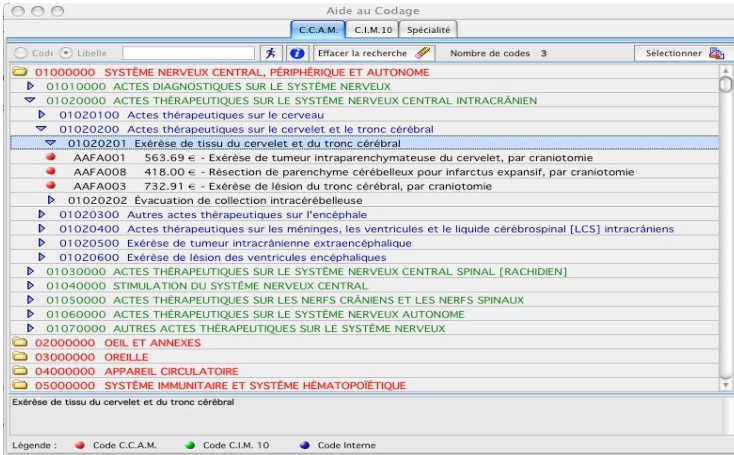 Aide au Codage
C.C.A.M. C.I.M.10 Spécialité
Code Libelle Effacer la recherche Nombre de codes 3 Sélectionner
01000000 SYSTÈME NERVEUX CENTRAL, PÉRIPHÉRIQUE ET AUTONOME
01010000 ACTES DIAGNOSTIQUES SUR LE SYSTÈME NERVEUX
01020000 ACTES THÉRAPEUTIQUES SUR LE SYSTÈME NERVEUX CENTRAL INTRACRÂNIEN
01020100 Actes thérapeutiques sur le cerveau
01020200 Actes thérapeutiques sur le cervelet et le tronc cérébral
01020201 Exérèse de tissu du cervelet et du tronc cérébral
AAFA001 563.69 € - Exérèse de tumeur intraparenchymateuse du cervelet, par craniotomie
AAFA008 418.00 € - Résection de parenchyme cérébelleux pour infarctus expansif, par craniotomie
AAFA003 732.91 € - Exérèse de lésion du tronc cérébral, par craniotomie
01020202 Évacuation de collection intracérébelleuse
01020300 Autres actes thérapeutiques sur l'encéphale
01020400 Actes thérapeutiques sur les méninges, les ventricules et le liquide cérébrospinal [LCS] intracrâniens
01020500 Exérèse de tumeur intracrânienne extraencéphalique
01020600 Exérèse de lésion des ventricules encéphaliques
01030000 ACTES THÉRAPEUTIQUES SUR LE SYSTÈME NERVEUX CENTRAL SPINAL [RACHIDIEN]
01040000 STIMULATION DU SYSTÈME NERVEUX CENTRAL
01050000 ACTES THÉRAPEUTIQUES SUR LES NERFS CRÂNIENS ET LES NERFS SPINAUX
01060000 ACTES THÉRAPEUTIQUES SUR LE SYSTÈME NERVEUX AUTONOME
01070000 AUTRES ACTES THÉRAPEUTIQUES SUR LE SYSTÈME NERVEUX
02000000 OEIL ET ANNEXES
03000000 OREILLE
04000000 APPAREIL CIRCULATOIRE
05000000 SYSTÈME IMMUNITAIRE ET SYSTÈME HÉMATOPOÏÉTIQUE
Exérèse de tissu du cervelet et du tronc cérébral
Légende : Code C.C.A.M. Code C.I.M. 10 Code Interne